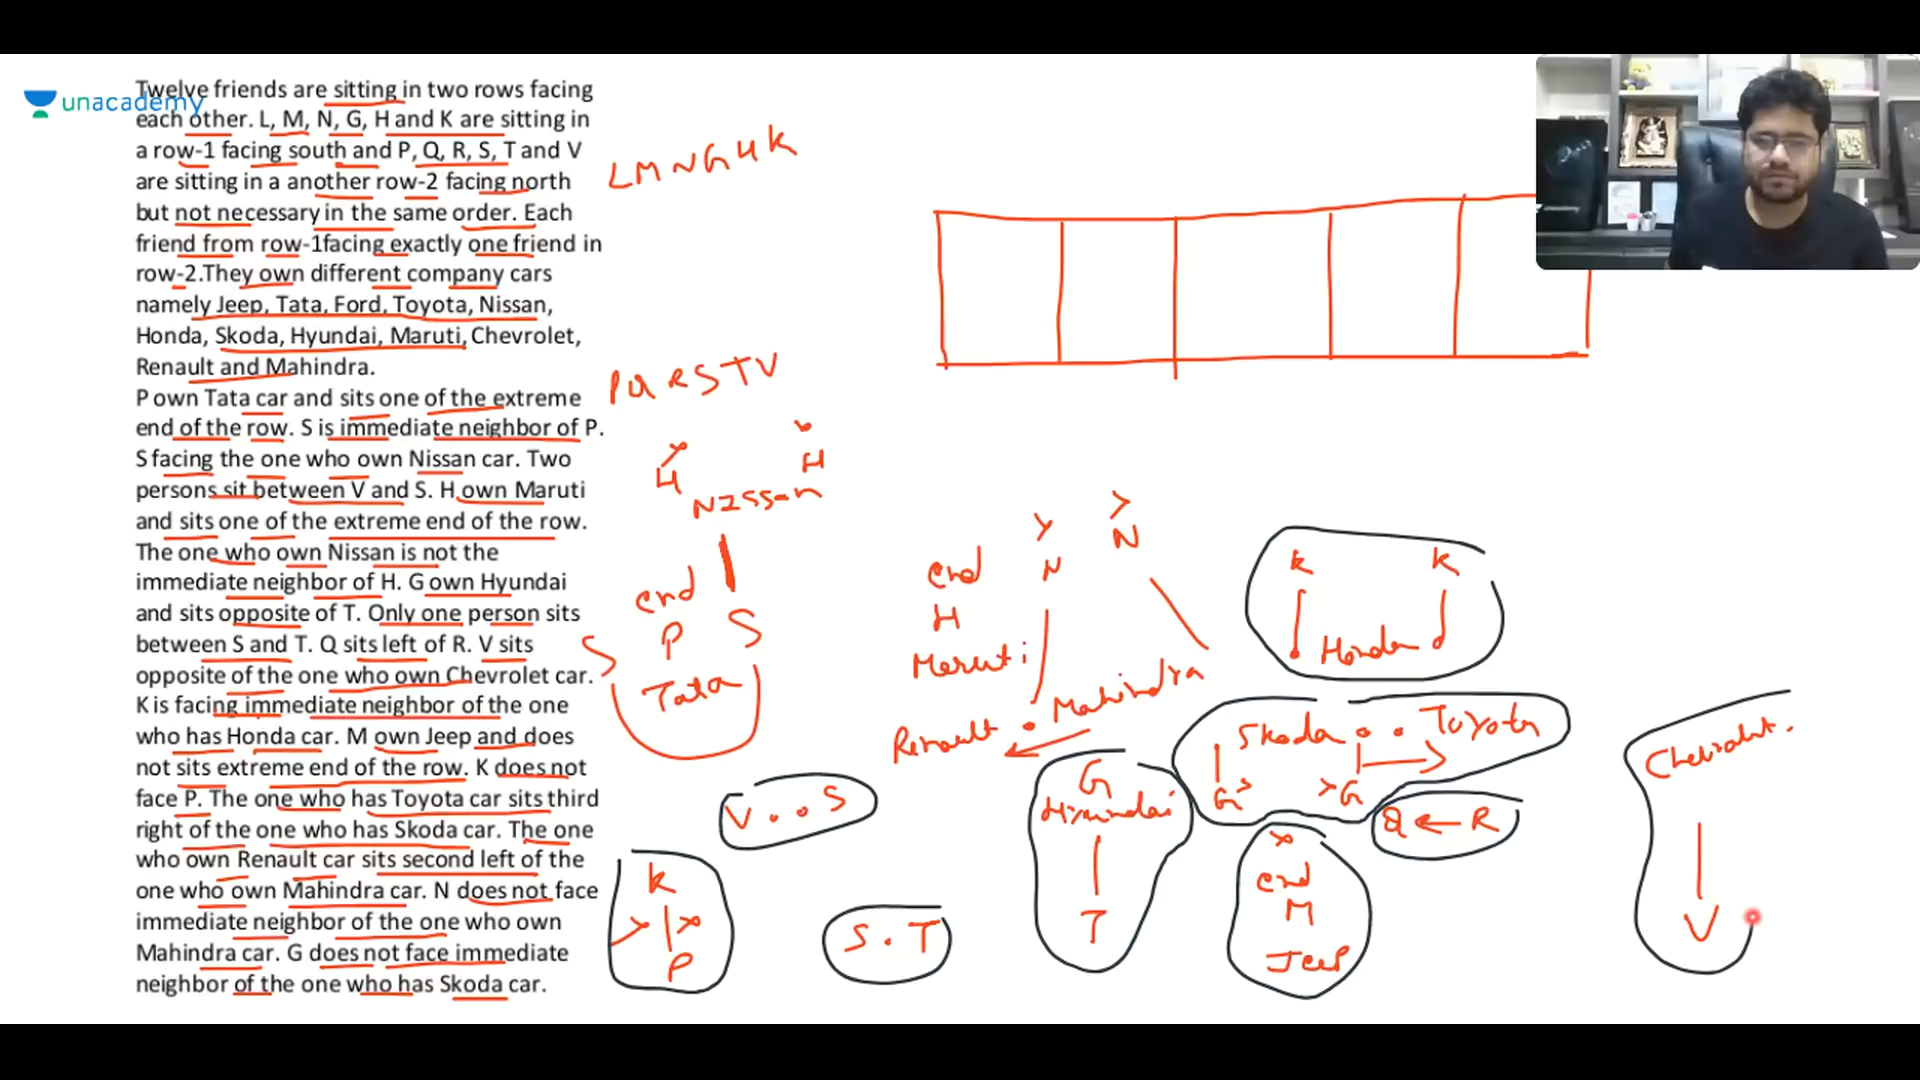 Twelve friends are sitting in two rows facing
unacademy
each other. L, M, N, G, H and K are sitting in
a row-1 facing south and P, Q, R, S, T and V
are sitting in a another row-2 facing north
but not necessary in the same order. Each
friend from row-1facing exactly one friend in
row-2.They own different company cars
namely Jeep, Tata, Ford, Toyota, Nissan,
Honda, Skoda, Hyundai, Maruti, Chevrolet,
Renault and Mahindra.
P own Tata car and sits one of the extreme
end of the row. S is immediate neighbor of P.
S facing the one who own Nissan car. Two
persons sit between V and S. H own Maruti
and sits one of the extreme end of the row.
The one who own Nissan is not the
immediate neighbor of H. G own Hyundai
and sits opposite of T. Only one person sits
between S and T. Q sits left of R. V sits
opposite of the one who own Chevrolet car.
K is facing immediate neighbor of the one
who has Honda car. M own Jeep and does
not sits extreme end of the row. K does not
face P. The one who has Toyota car sits third
right of the one who has Skoda car. The one
who own Renault car sits second left of the
one who own Mahindra car. N does not face
immediate neighbor of the one who own
Mahindra car. G does not face immediate
neighbor of the one who has Skoda car.
LMNGHK
PQRSTV
H H
Nissan
end
P S
S
Tata
V . . S
K
P
S . T
end N N
H
Maruti
Renault . Mahindra
G
T
K K
Honda
Skoda . . Toyota
G G
Q ← R
end
M
Jeep
V